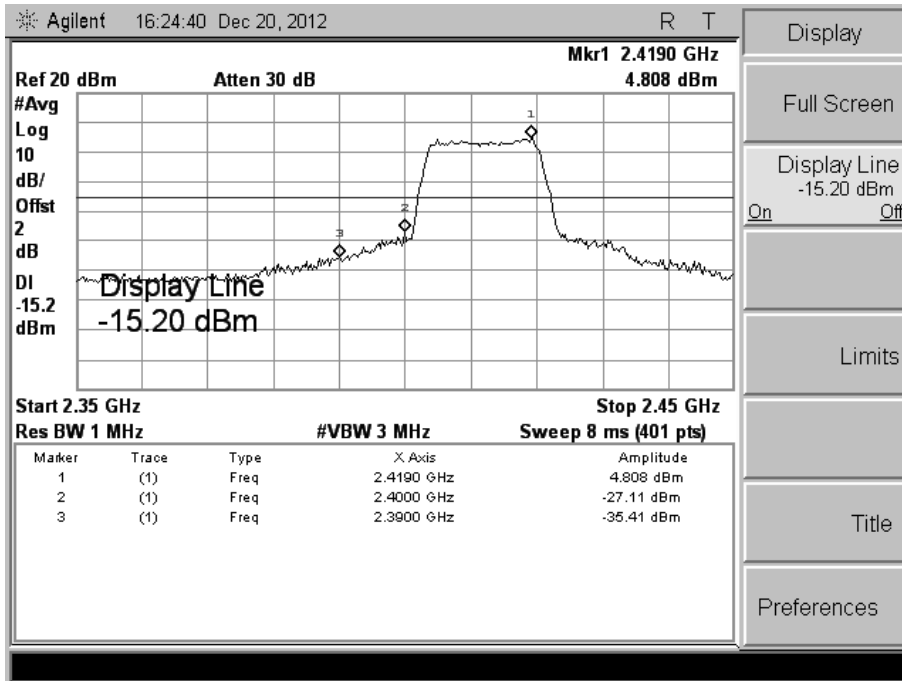 Agilent 16:24:40 Dec 20, 2012 R T
Mkr1 2.4190 GHz
Ref 20 dBm Atten 30 dB 4.808 dBm
#Avg
Log
10
dB/
Offst
2
dB
DI
-15.2
dBm
1
2
3
Display Line
-15.20 dBm
Start 2.35 GHz Stop 2.45 GHz
Res BW 1 MHz #VBW 3 MHz Sweep 8 ms (401 pts)
Marker Trace Type X Axis Amplitude
1 (1) Freq 2.4190 GHz 4.808 dBm
2 (1) Freq 2.4000 GHz -27.11 dBm
3 (1) Freq 2.3900 GHz -35.41 dBm
Display
Full Screen
Display Line
-15.20 dBm
On Off
Limits
Title
Preferences